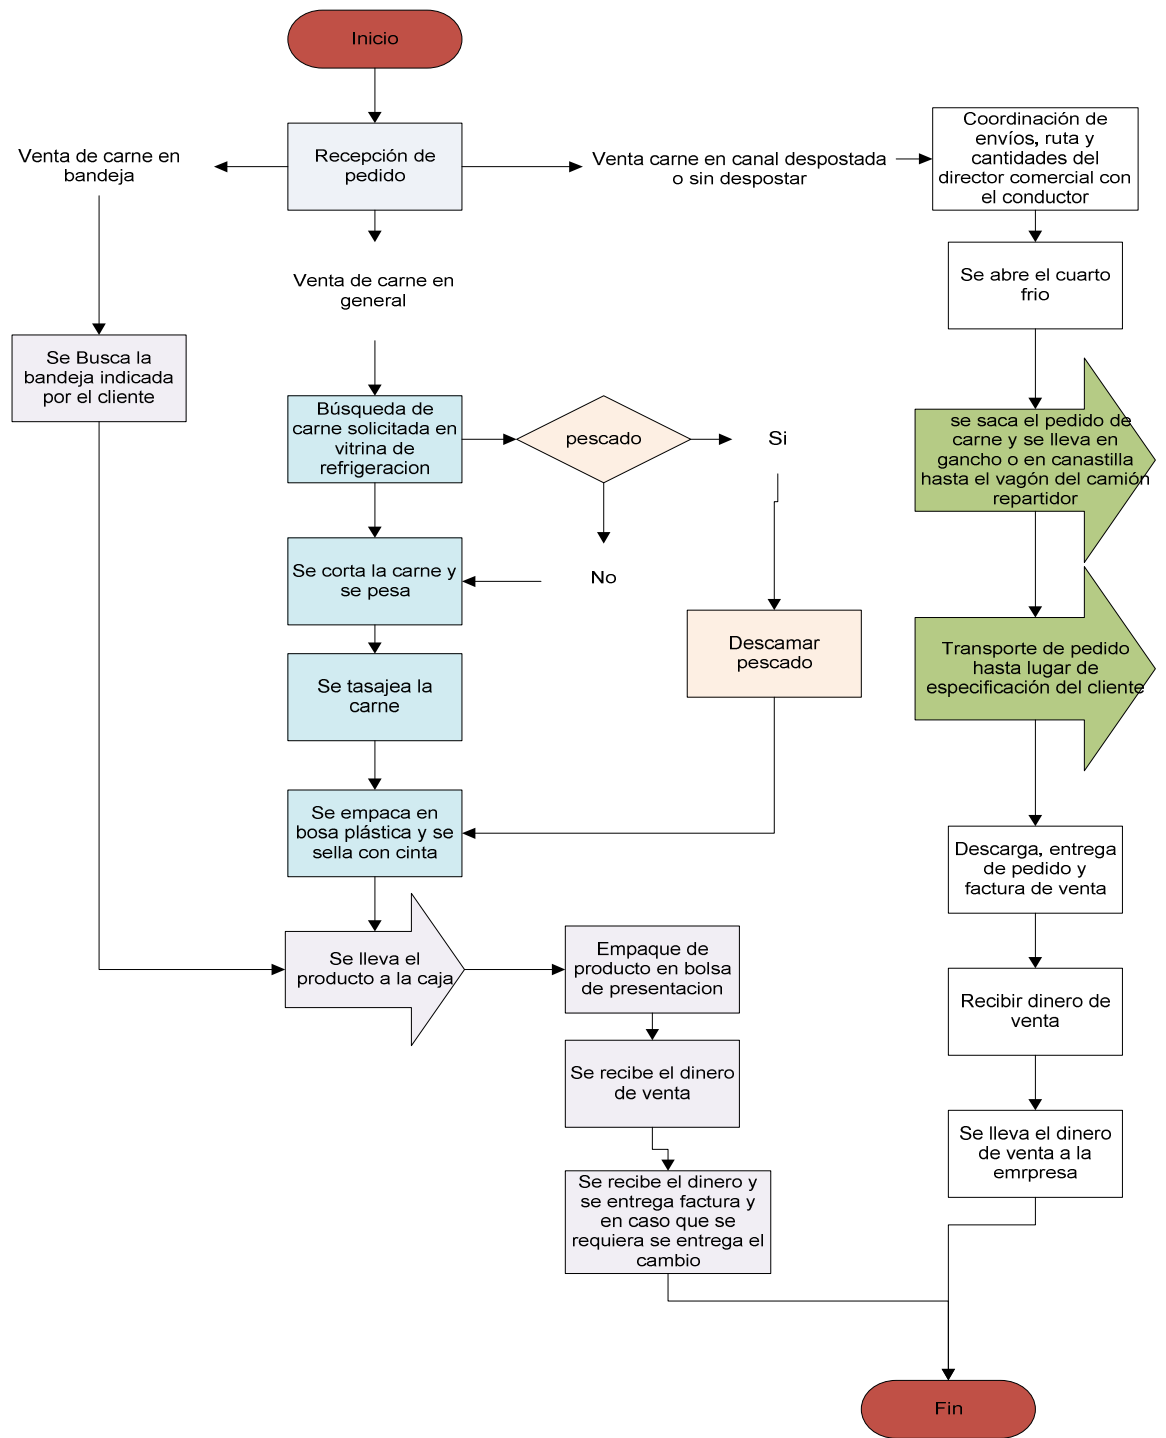 Inicio
Venta de carne en
bandeja
Recepción de
pedido
Venta carne en canal despostada
o sin despostar
Coordinación de
envíos, ruta y
cantidades del
director comercial con
el conductor
Venta de carne en
general
Se abre el cuarto
frio
Se Busca la
bandeja indicada
por el cliente
Búsqueda de
carne solicitada en
vitrina de
refrigeracion
pescado
Si
se saca el pedido de
carne y se lleva en
gancho o en canastilla
hasta el vagón del camión
repartidor
Se corta la carne y
se pesa
No
Descamar
pescado
Transporte de pedido
hasta lugar de
especificación del cliente
Se tasajea la
carne
Se empaca en
bosa plástica y se
sella con cinta
Descarga, entrega
de pedido y
factura de venta
Se lleva el
producto a la caja
Empaque de
producto en bolsa
de presentacion
Recibir dinero de
venta
Se recibe el dinero
de venta
Se lleva el dinero
de venta a la
emrpresa
Se recibe el dinero y
se entrega factura y
en caso que se
requiera se entrega el
cambio
Fin